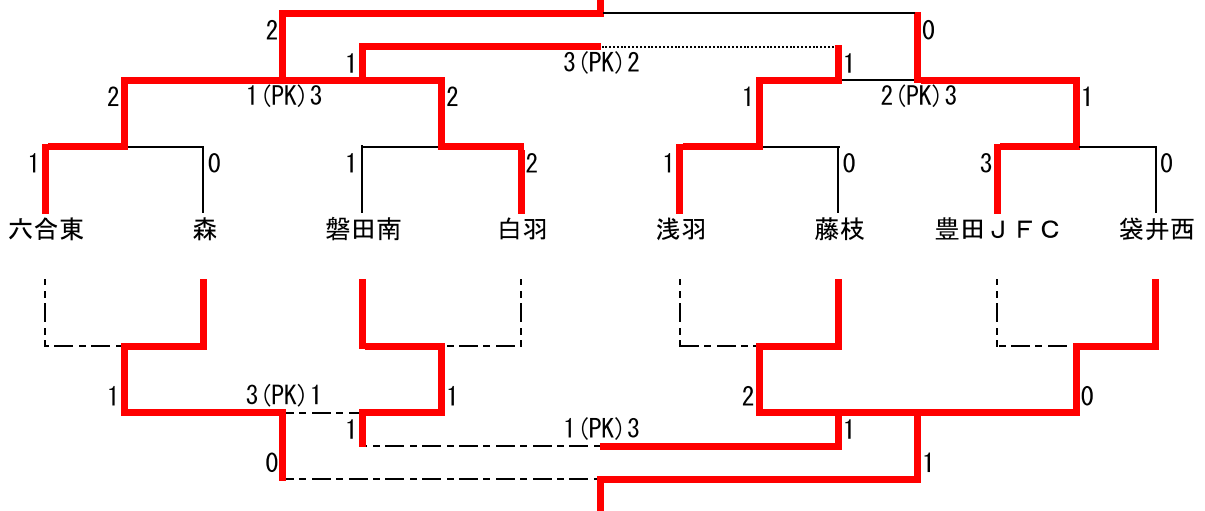 2 0
1 3(PK)2 1
2 1(PK)3 2 1 2(PK)3 1
1 0 1 2 1 0 3 0
六合東 森 磐田南 白羽 浅羽 藤枝 豊田JFC 袋井西
1 3(PK)1 1 2 0
1 1(PK)3 1
0 1